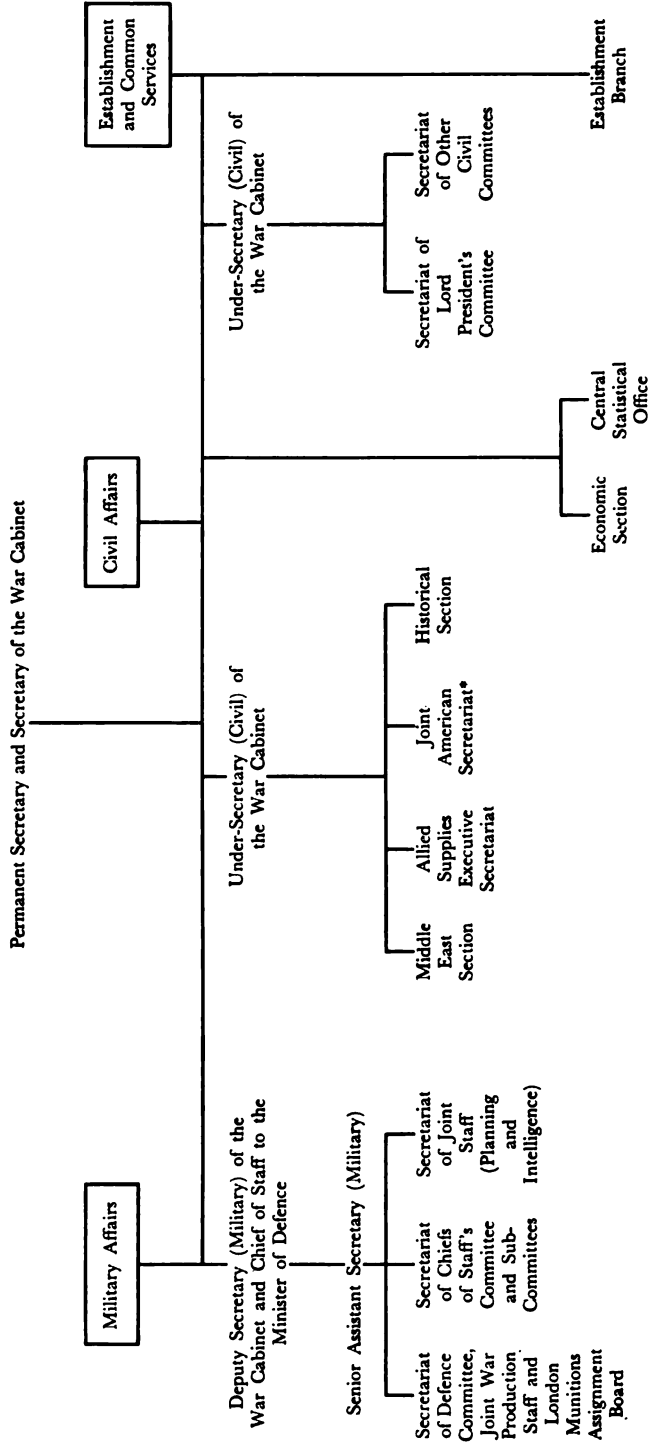 Permanent Secretary and Secretary of the War Cabinet
Military Affairs
Civil Affairs
Establishment
and Common
Services
Deputy Secretary (Military) of the
War Cabinet and Chief of Staff to the
Minister of Defence
Under-Secretary (Civil) of
the War Cabinet
Under-Secretary (Civil) of
the War Cabinet
Senior Assistant Secretary (Military)
Secretariat
of Defence
Committee,
Joint War
Production
Staff and
London
Munitions
Assignment
Board
Secretariat
of Chiefs
of Staff's
Committee
and Sub-
Committees
Secretariat
of Joint
Staff
(Planning
and
Intelligence)
Middle
East
Section
Allied
Supplies
Executive
Secretariat
Joint
American
Secretariat*
Historical
Section
Economic
Section
Central
Statistical
Office
Secretariat of
Lord
President's
Committee
Secretariat
of Other
Civil
Committees
Establishment
Branch